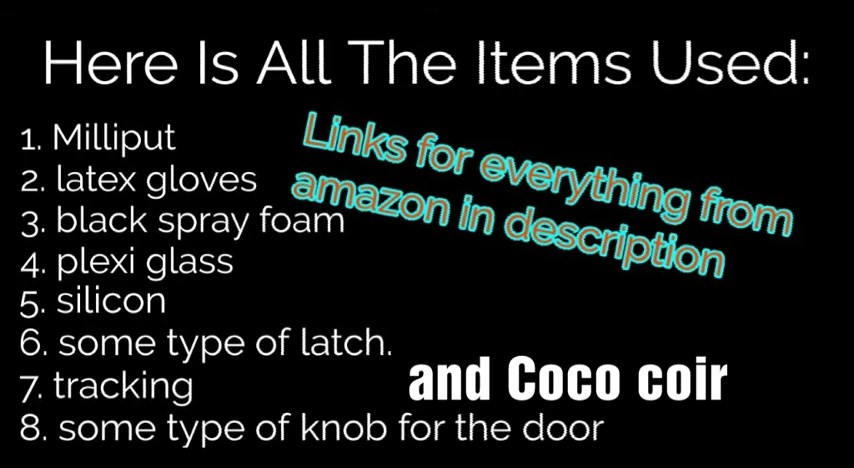 Here Is All The Items Used:
1. Milliput
2. latex gloves
3. black spray foam
4. plexi glass
5. silicon
6. some type of latch.
7. tracking
8. some type of knob for the door
Links for everything from
amazon in description
and Coco coir